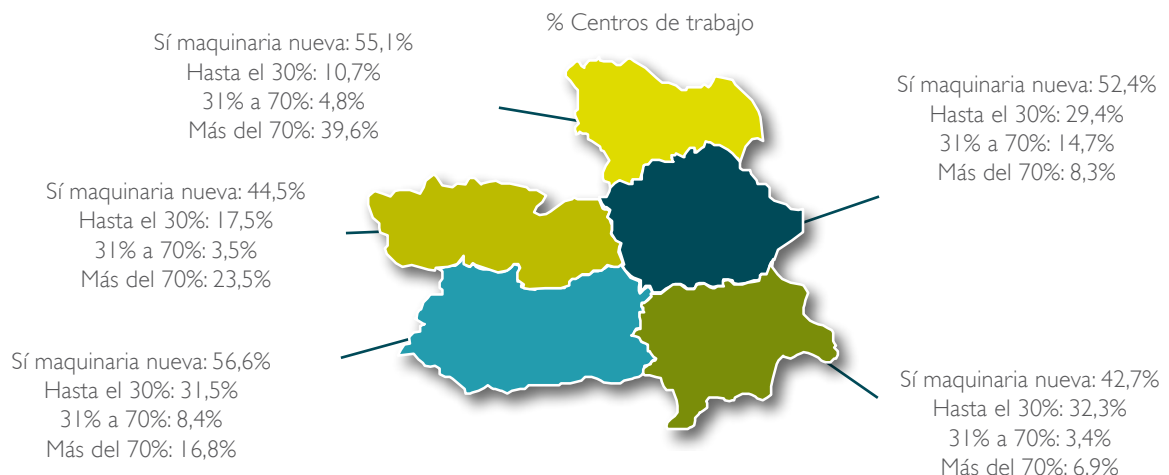 % Centros de trabajo
Sí maquinaria nueva: 55,1%
Hasta el 30%: 10,7%
31% a 70%: 4,8%
Más del 70%: 39,6%
Sí maquinaria nueva: 52,4%
Hasta el 30%: 29,4%
31% a 70%: 14,7%
Más del 70%: 8,3%
Sí maquinaria nueva: 44,5%
Hasta el 30%: 17,5%
31% a 70%: 3,5%
Más del 70%: 23,5%
Sí maquinaria nueva: 56,6%
Hasta el 30%: 31,5%
31% a 70%: 8,4%
Más del 70%: 16,8%
Sí maquinaria nueva: 42,7%
Hasta el 30%: 32,3%
31% a 70%: 3,4%
Más del 70%: 6,9%